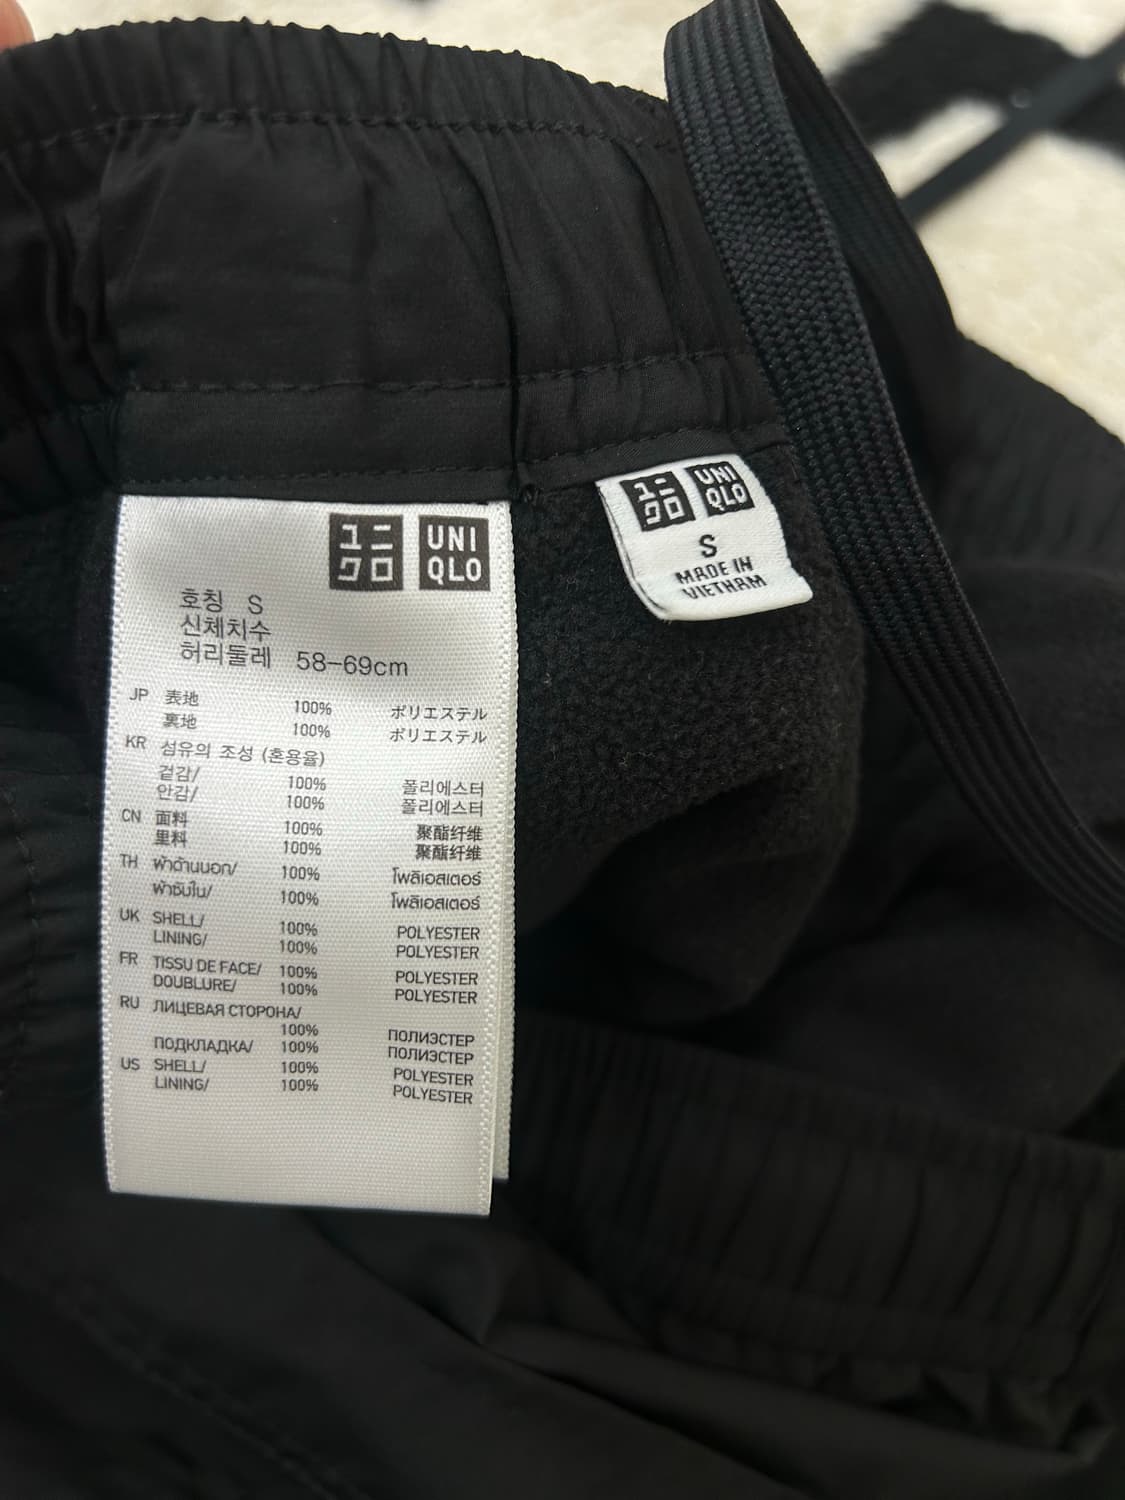 ユニ
クロ
UNI
QLO
호칭 S
신체치수
허리둘레 58-69cm
JP 表地 100% ポリエステル
裏地 100% ポリエステル
KR 섬유의 조성 (혼용율)
겉감/ 100% 폴리에스터
안감/ 100% 폴리에스터
CN 面料 100% 聚酯纤维
里料 100% 聚酯纤维
TH ผ้าด้านนอก/ 100% โพลิเอสเตอร์
ผ้าซับใน/ 100% โพลิเอสเตอร์
UK SHELL/ 100% POLYESTER
LINING/ 100% POLYESTER
FR TISSU DE FACE/ 100% POLYESTER
DOUBLURE/ 100% POLYESTER
RU ЛИЦЕВАЯ СТОРОНА/
100% ПОЛИЭСТЕР
ПОДКЛАДКА/ 100% ПОЛИЭСТЕР
US SHELL/ 100% POLYESTER
LINING/ 100% POLYESTER
ユニ
クロ
UNI
QLO
S
MADE IN
VIETNAM